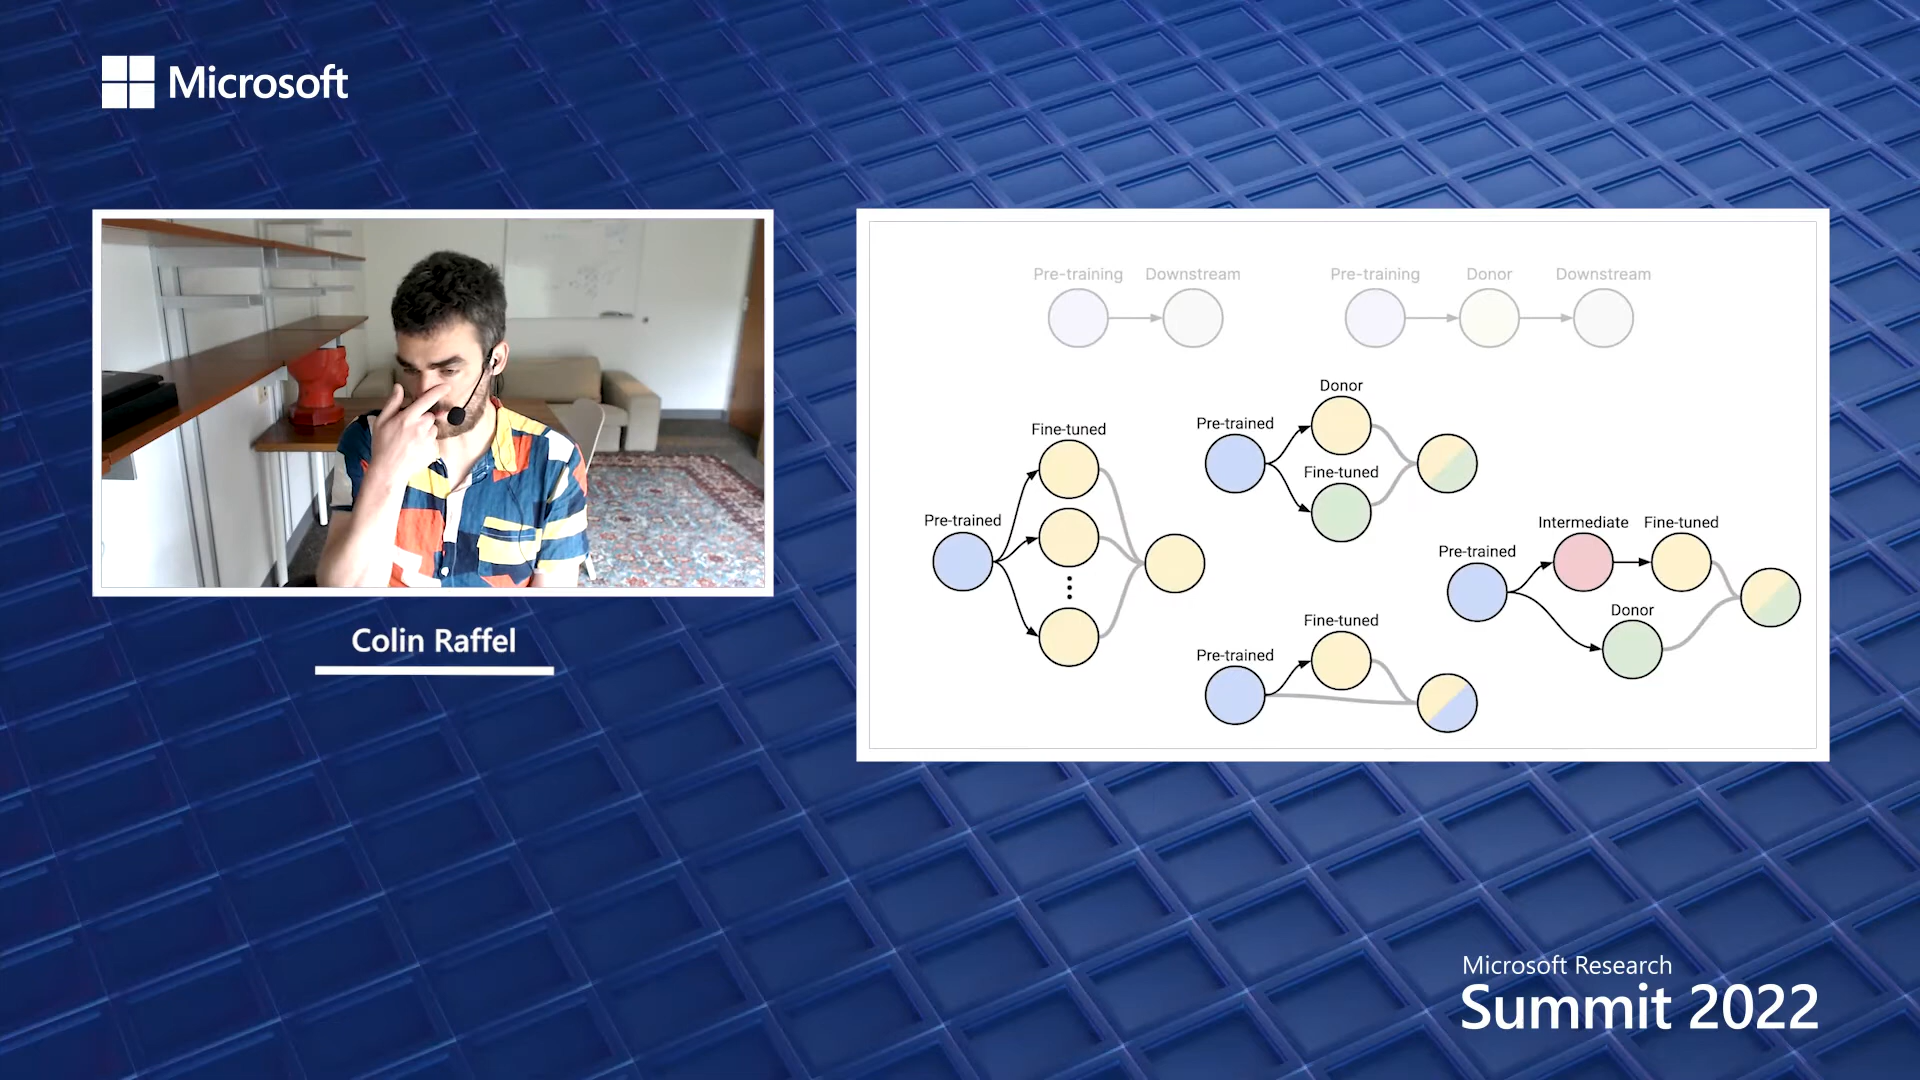 Microsoft
Colin Raffel
Pre-training Downstream
Pre-training Donor Downstream
Fine-tuned
Pre-trained
Donor
Pre-trained
Fine-tuned
Intermediate Fine-tuned
Pre-trained
Donor
Fine-tuned
Pre-trained
Microsoft Research
Summit 2022